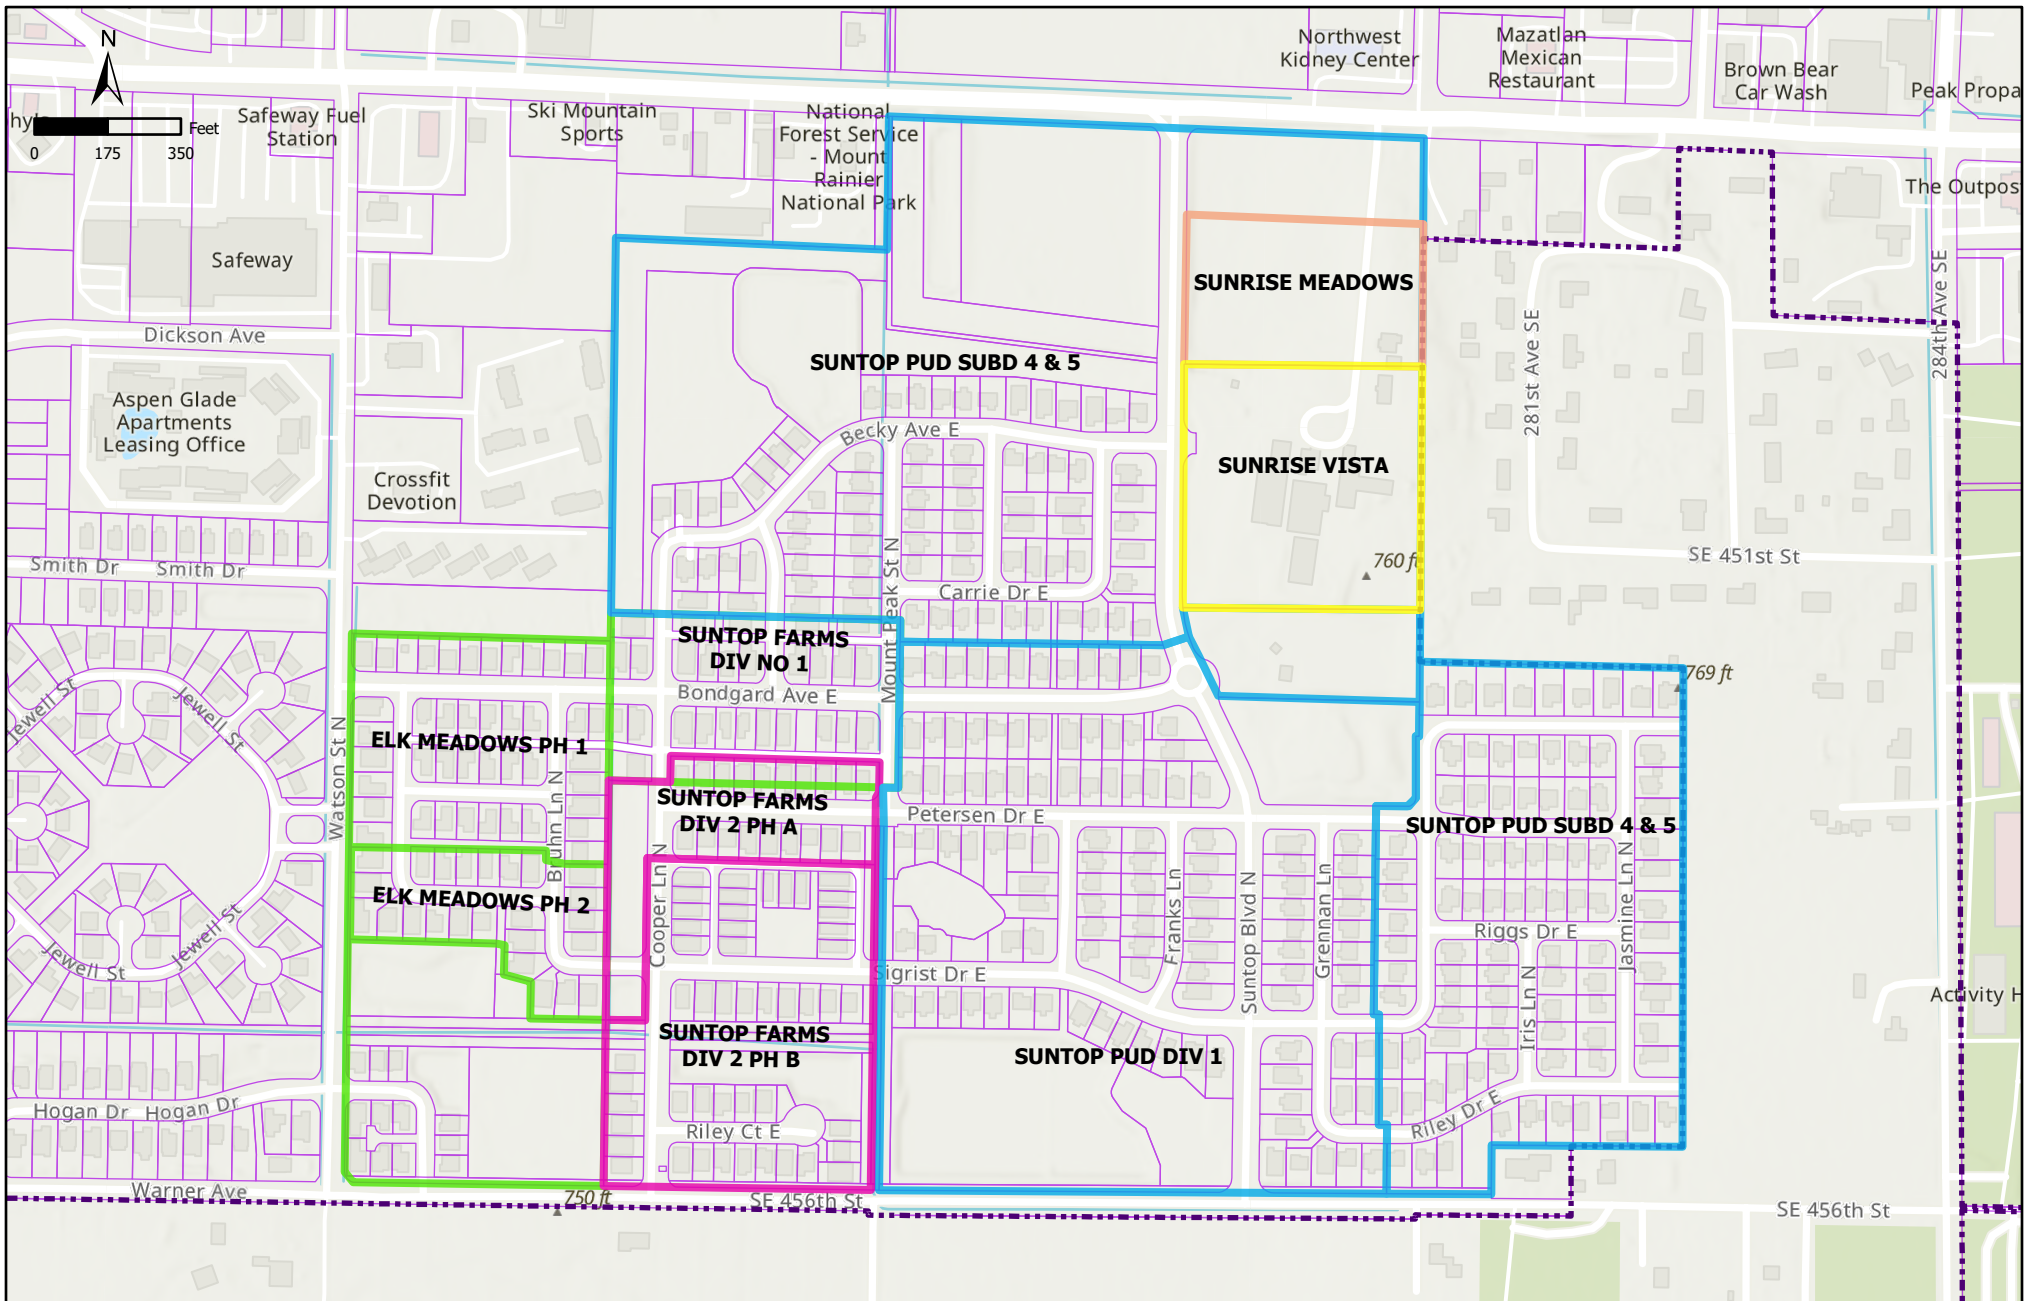 N
Feet
0 175 350
Safeway Fuel
Station
Ski Mountain
Sports
National
Forest Service
- Mount
Rainier
National Park
Northwest
Kidney Center
Mazatlan
Mexican
Restaurant
Brown Bear
Car Wash
Peak Propa
The Outpos
Safeway
Dickson Ave
SUNRISE MEADOWS
281st Ave SE
284th Ave SE
SUNTOP PUD SUBD 4 & 5
Aspen Glade
Apartments
Leasing Office
Becky Ave E
Crossfit
Devotion
SUNRISE VISTA
760 ft
SE 451st St
Smith Dr
Smith Dr
Mount Peak St N
Carrie Dr E
SUNTOP FARMS
DIV NO 1
Bondgard Ave E
769 ft
Jewell St
Jewell St
Watson St N
ELK MEADOWS PH 1
Bruhn Ln N
SUNTOP FARMS
DIV 2 PH A
Petersen Dr E
SUNTOP PUD SUBD 4 & 5
ELK MEADOWS PH 2
Cooper Ln N
Franks Ln
Suntop Blvd N
Grennan Ln
Jasmine Ln N
Riggs Dr E
Jewell St
Jewell St
Sigrist Dr E
Iris Ln N
Activity H
SUNTOP FARMS
DIV 2 PH B
SUNTOP PUD DIV 1
Hogan Dr
Hogan Dr
Riley Ct E
Riley Dr E
Warner Ave
750 ft
SE 456th St
SE 456th St